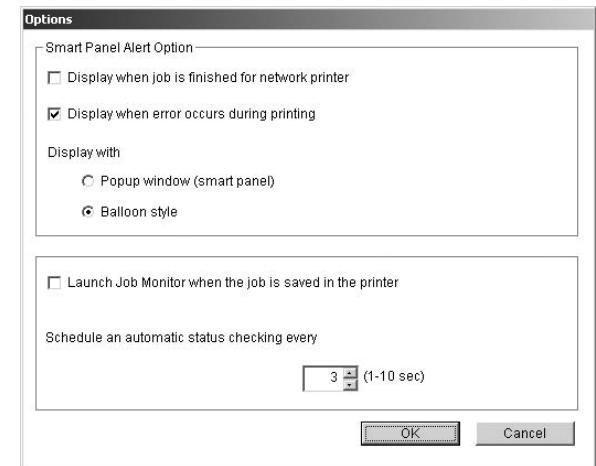 Options
Smart Panel Alert Option
Display when job is finished for network printer
Display when error occurs during printing
Display with
Popup window (smart panel)
Balloon style
Launch Job Monitor when the job is saved in the printer
Schedule an automatic status checking every
3 (1-10 sec)
OK Cancel